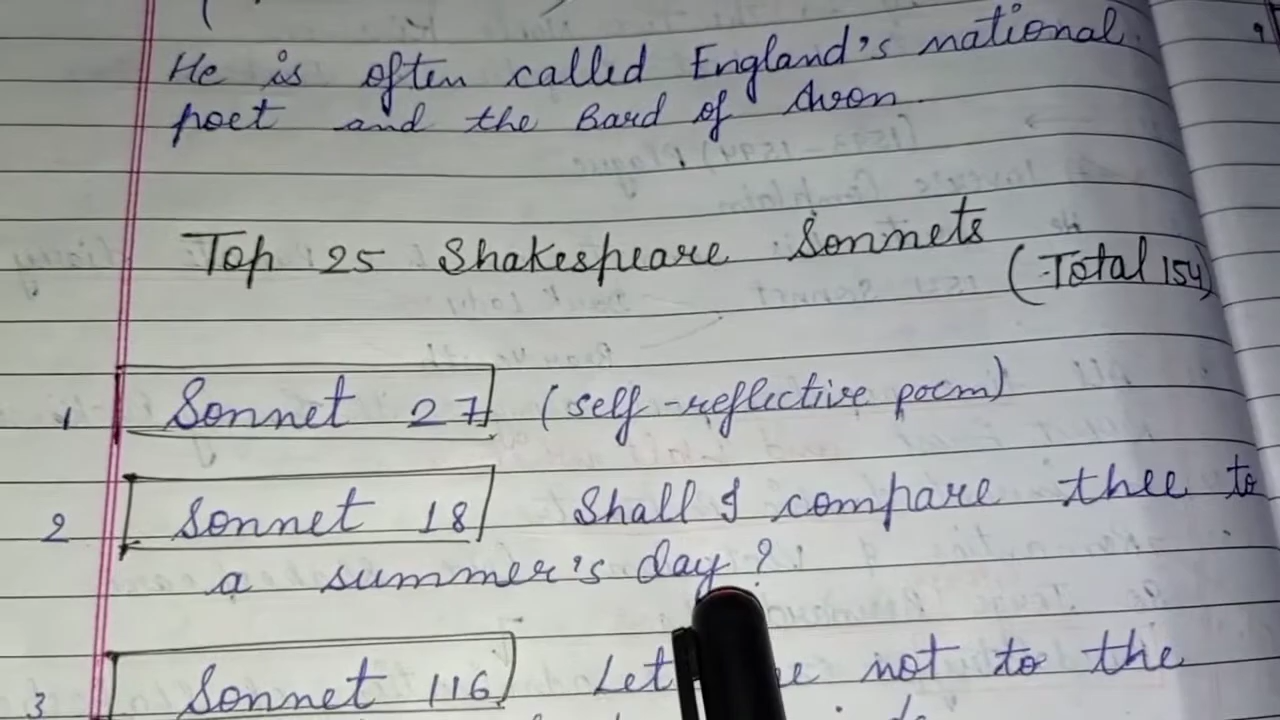 He is often called England's national
poet and the Bard of Avon.
Top 25 Shakespeare Sonnets
(Total 154)
1 Sonnet 27 (self-reflective poem)
2 Sonnet 18 Shall I compare thee to
a summer's day?
3 Sonnet 116 Let not to the